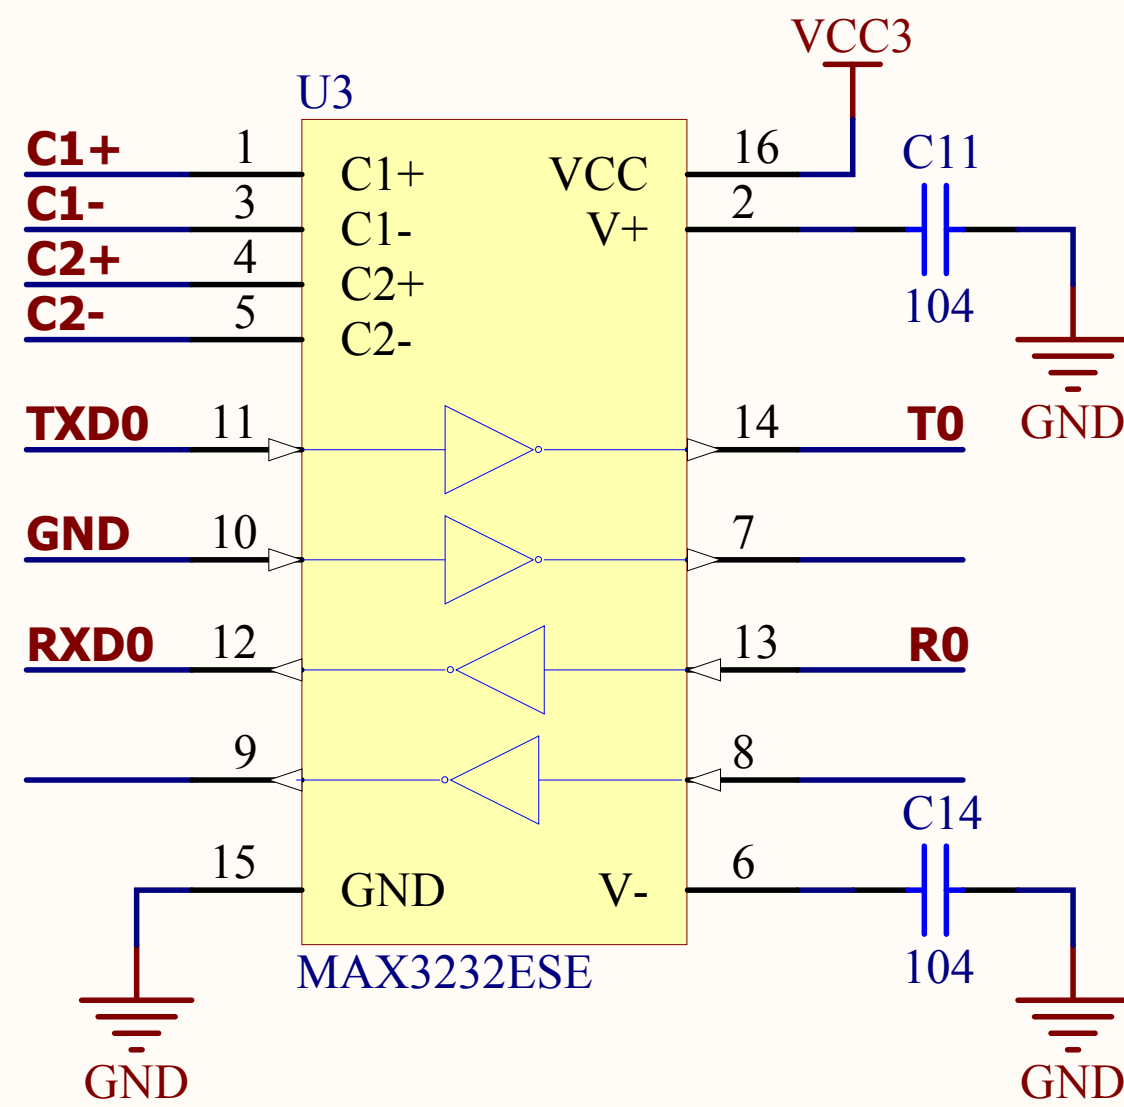 VCC3
U3
C1+ 1 C1+ VCC 16 C11
C1- 3 C1- V+ 2
C2+ 4 C2+ 104
C2- 5 C2-
GND
TXD0 11 14 T0
GND 10 7
RXD0 12 13 R0
9 8
C14
15 GND V- 6
MAX3232ESE 104
GND GND